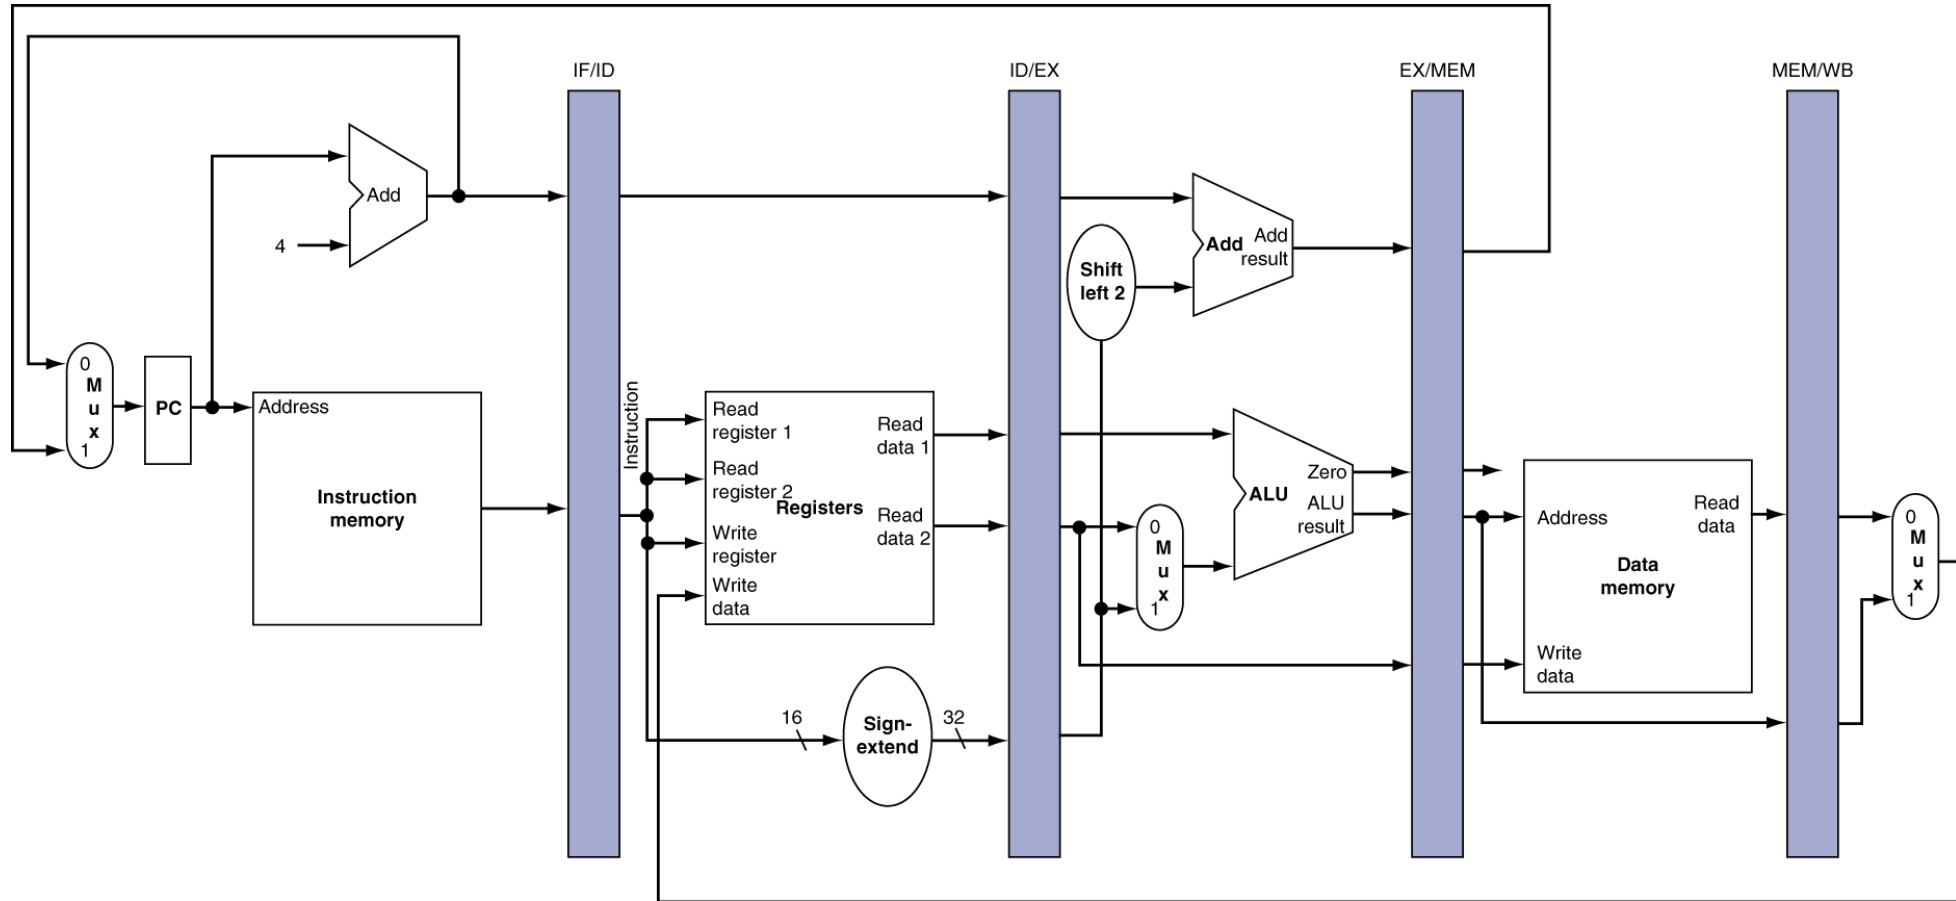 IF/ID
ID/EX
EX/MEM
MEM/WB
Add
4
Add
Add
result
Shift
left 2
0
M
u
x
1
PC
Address
Instruction
memory
Instruction
Read
register 1
Read
register 2
Registers
Write
register
Write
data
Read
data 1
Read
data 2
16
Sign-
extend
32
0
M
u
x
1
Zero
ALU
ALU
result
Address
Read
data
Data
memory
Write
data
0
M
u
x
1